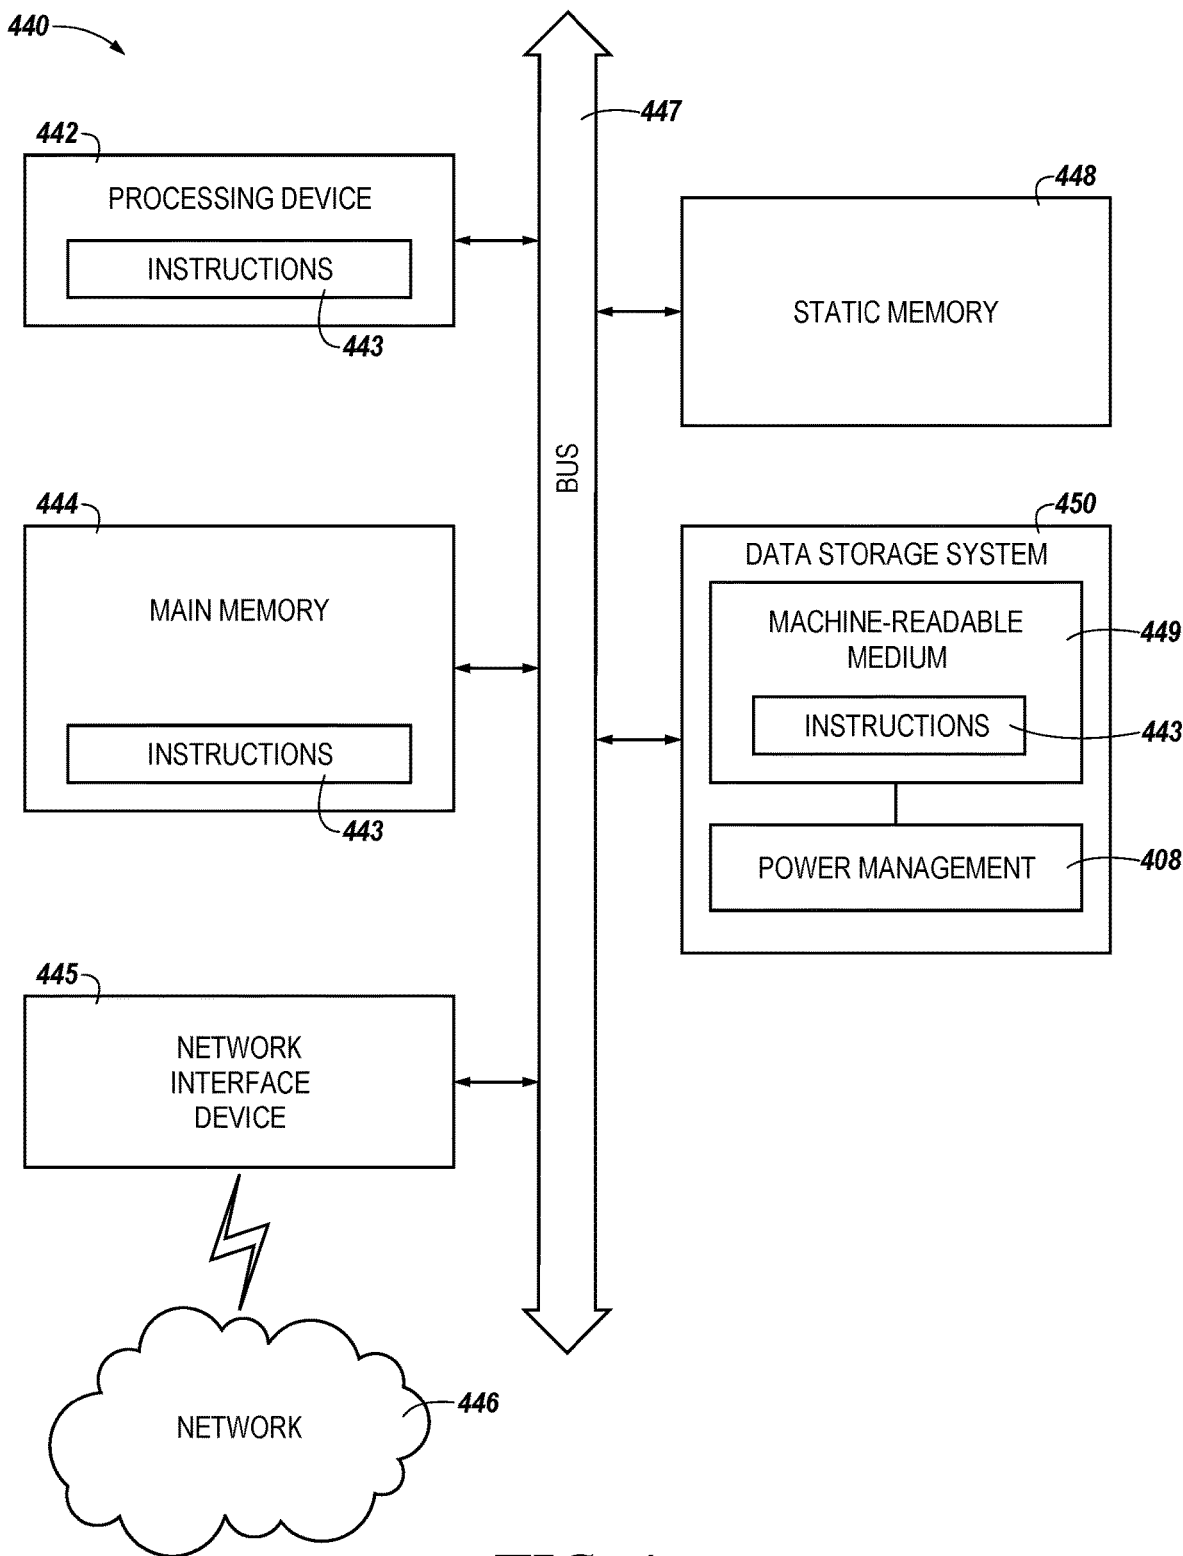 440
447
442
PROCESSING DEVICE
INSTRUCTIONS
443
448
STATIC MEMORY
BUS
444
MAIN MEMORY
INSTRUCTIONS
443
450
DATA STORAGE SYSTEM
MACHINE-READABLE
MEDIUM
449
INSTRUCTIONS
443
POWER MANAGEMENT
408
445
NETWORK
INTERFACE
DEVICE
NETWORK
446